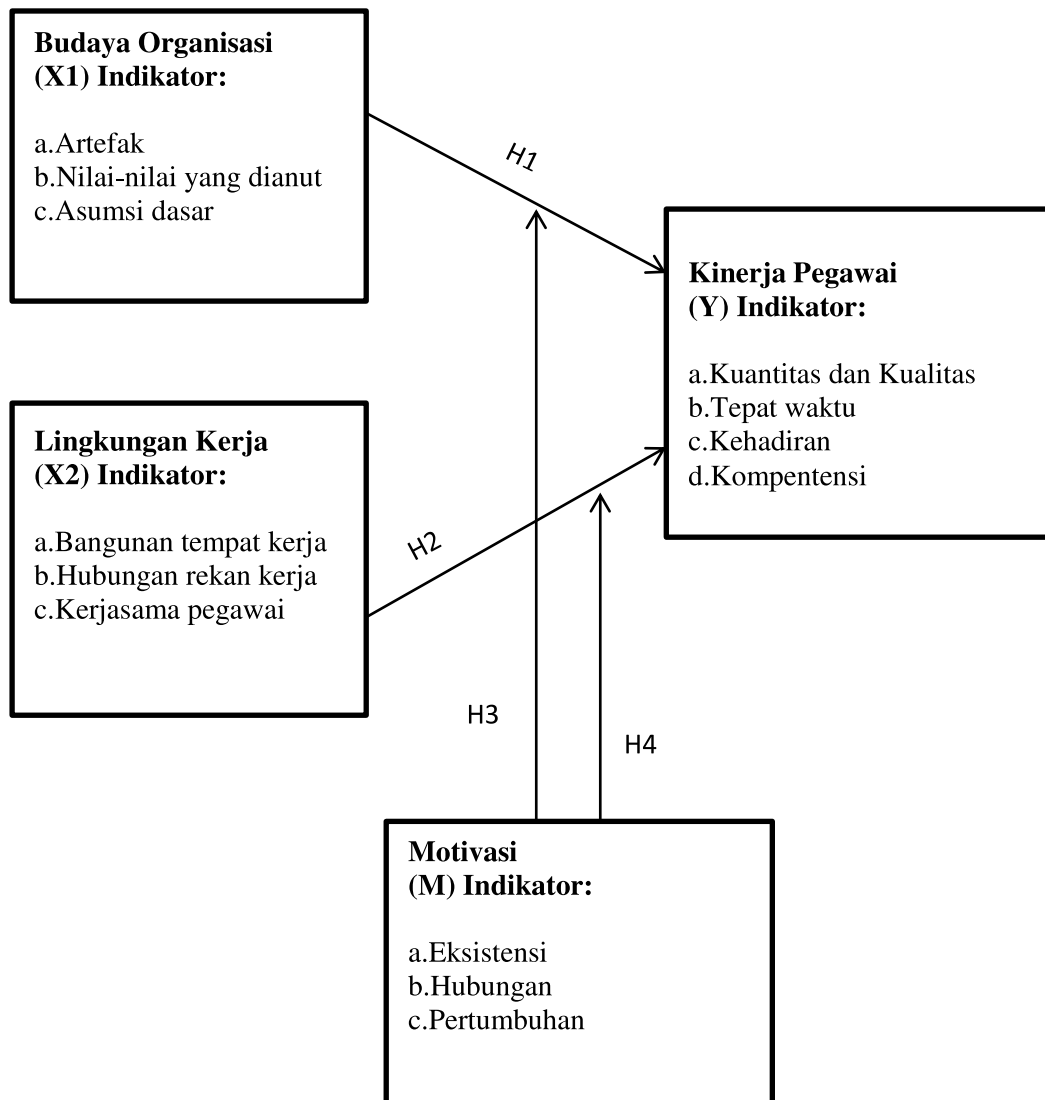 Budaya Organisasi
(X1) Indikator:
a.Artefak
b.Nilai-nilai yang dianut
c.Asumsi dasar
H1
Kinerja Pegawai
(Y) Indikator:
a.Kuantitas dan Kualitas
b.Tepat waktu
c.Kehadiran
d.Kompentensi
Lingkungan Kerja
(X2) Indikator:
a.Bangunan tempat kerja
b.Hubungan rekan kerja
c.Kerjasama pegawai
H2
H3
H4
Motivasi
(M) Indikator:
a.Eksistensi
b.Hubungan
c.Pertumbuhan